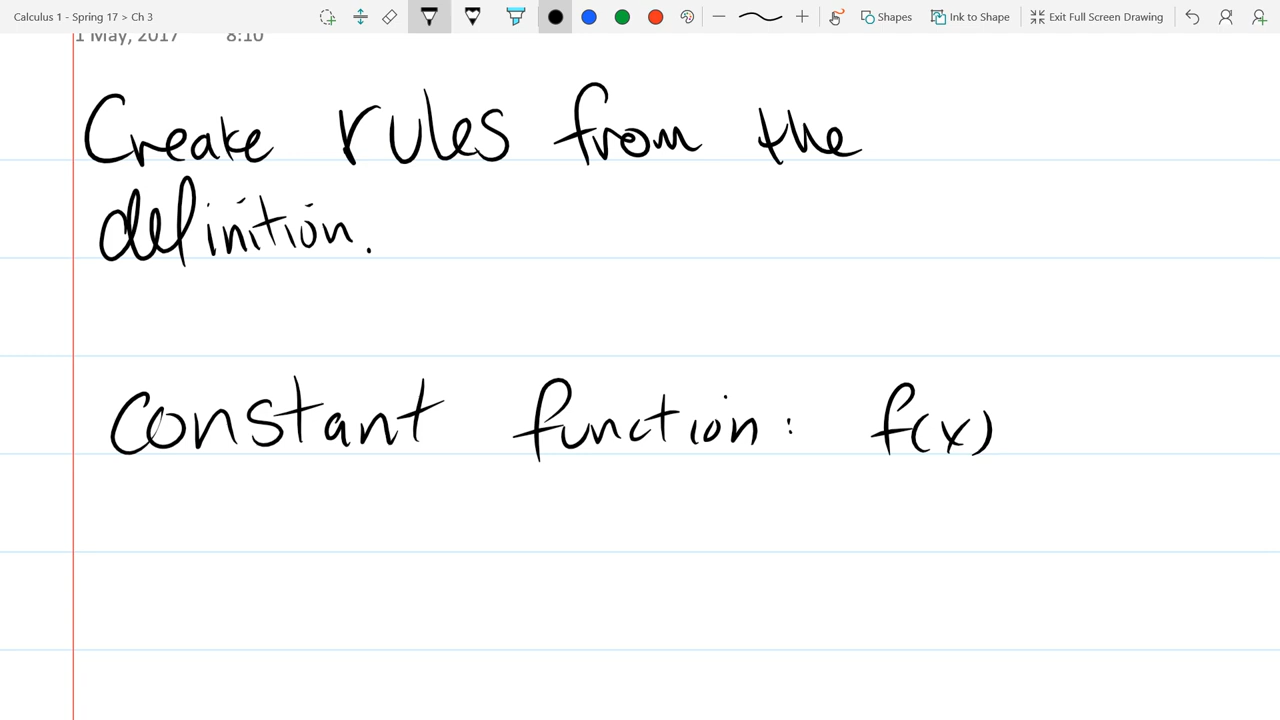 Calculus 1 - Spring 17 > Ch 3
Shapes
Ink to Shape
Exit Full Screen Drawing
1 May, 2017 8:10
Create rules from the
definition.
Constant function: f(x)